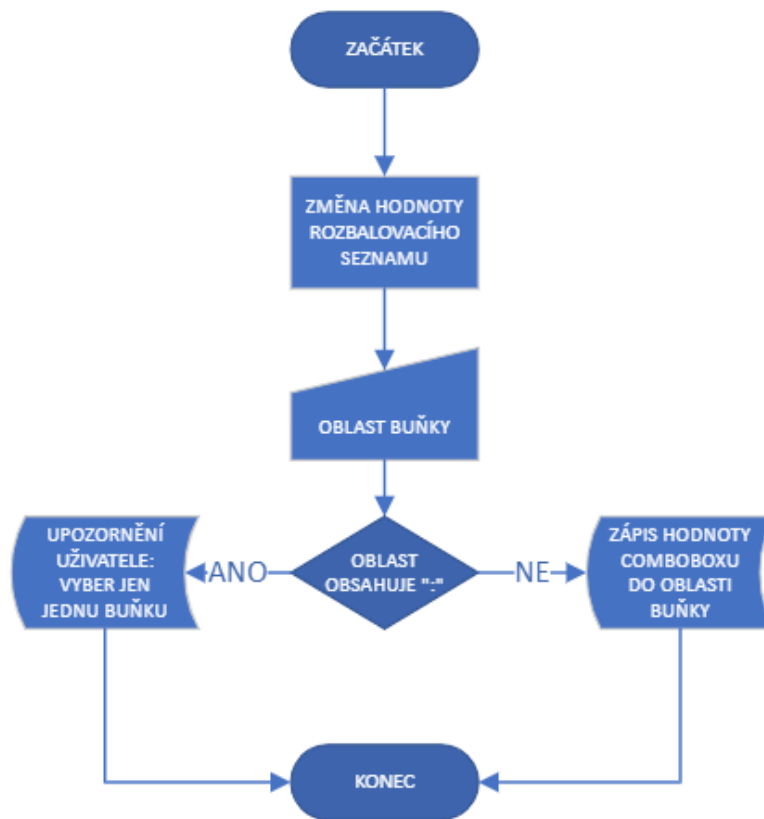 ZAČÁTEK
ZMĚNA HODNOTY
ROZBALOVACÍHO
SEZNAMU
OBLAST BUŇKY
UPOZORNĚNÍ
UŽIVATELE:
VYBER JEN
JEDNU BUŇKU
ANO
OBLAST
OBSAHUJE ":"
NE
ZÁPIS HODNOTY
COMBOBOXU
DO OBLASTI
BUŇKY
KONEC